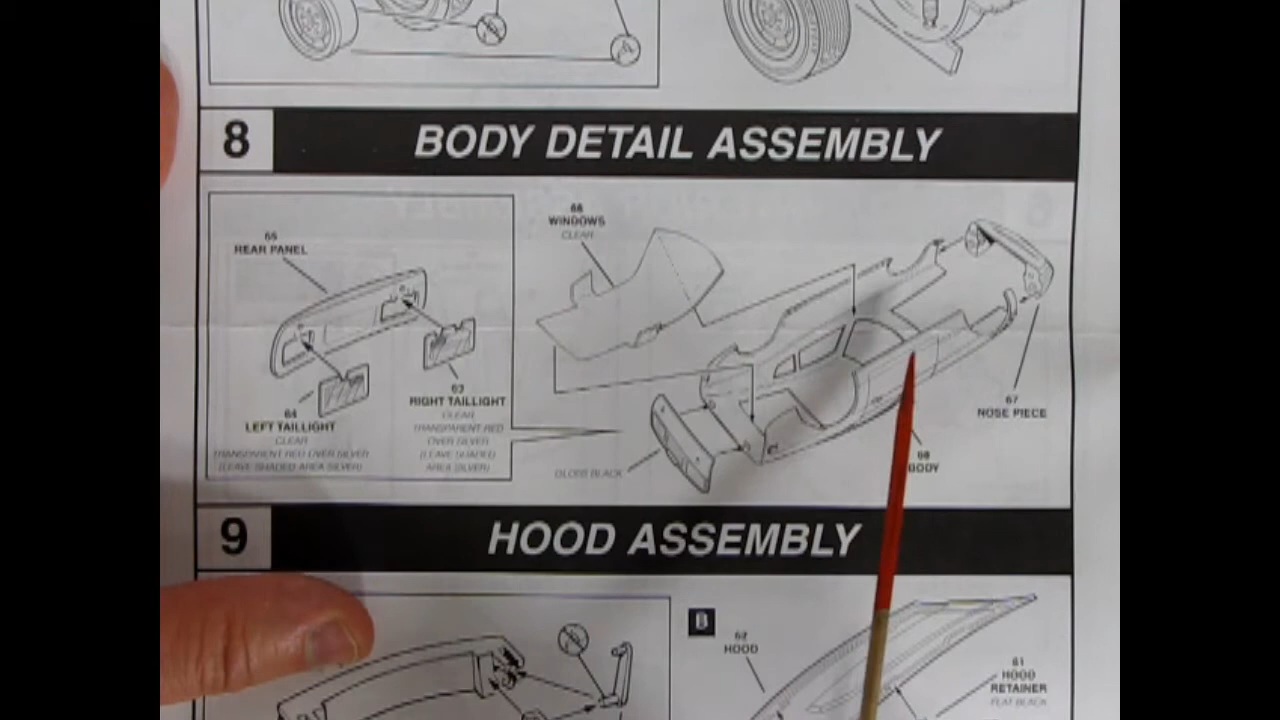 8
BODY DETAIL ASSEMBLY
65
REAR PANEL
66
WINDOWS
CLEAR
64
LEFT TAILLIGHT
CLEAR
TRANSPARENT RED OVER SILVER
(LEAVE SHADED AREA SILVER)
63
RIGHT TAILLIGHT
CLEAR
TRANSPARENT RED
OVER SILVER
(LEAVE SHADED
AREA SILVER)
GLOSS BLACK
67
NOSE PIECE
BODY
9
HOOD ASSEMBLY
B
62
HOOD
61
HOOD
RETAINER
FLAT BLACK